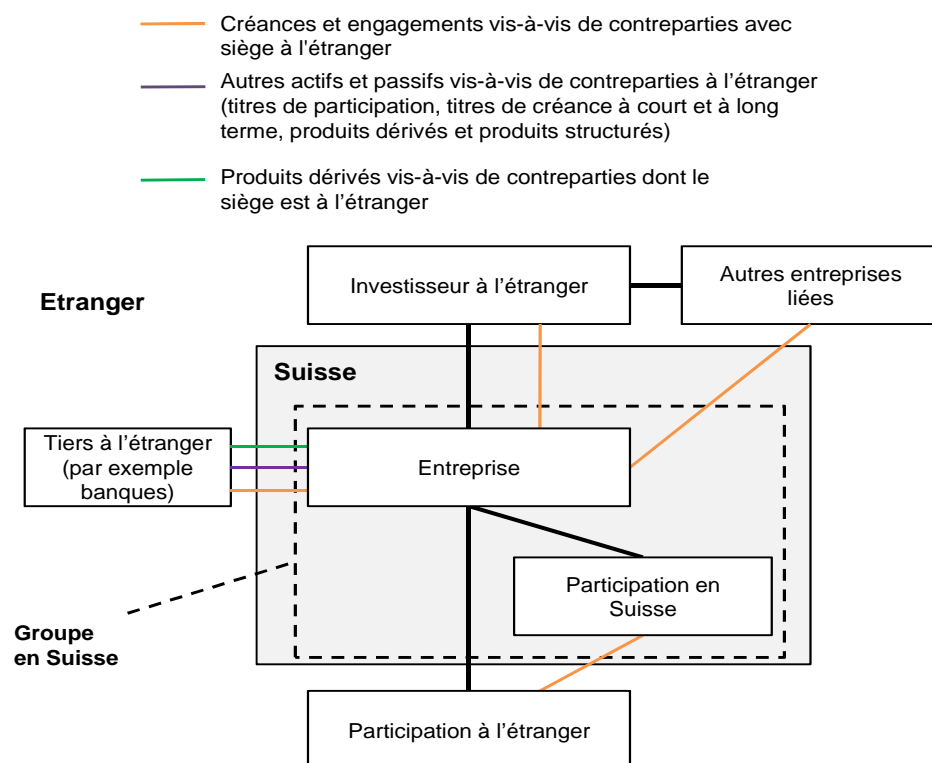 Créances et engagements vis-à-vis de contreparties avec
siège à l'étranger
Autres actifs et passifs vis-à-vis de contreparties à l’étranger
(titres de participation, titres de créance à court et à long
terme, produits dérivés et produits structurés)
Produits dérivés vis-à-vis de contreparties dont le
siège est à l’étranger
Investisseur à l’étranger
Autres entreprises
liées
Etranger
Suisse
Tiers à l’étranger
(par exemple
banques)
Entreprise
Participation en
Suisse
Groupe
en Suisse
Participation à l’étranger